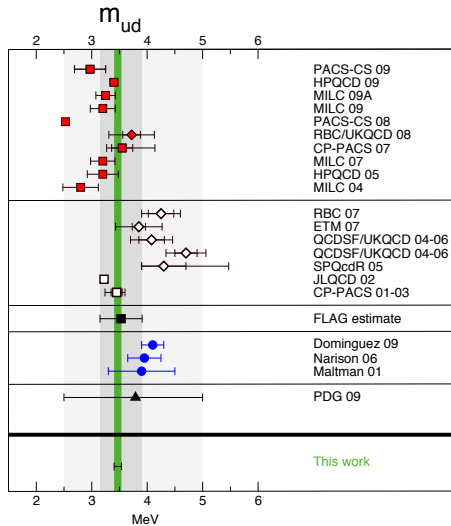 m_ud
2 3 4 5 6
PACS-CS 09
HPQCD 09
MILC 09A
MILC 09
PACS-CS 08
RBC/UKQCD 08
CP-PACS 07
MILC 07
HPQCD 05
MILC 04
RBC 07
ETM 07
QCDSF/UKQCD 04-06
QCDSF/UKQCD 04-06
SPQcdR 05
JLQCD 02
CP-PACS 01-03
FLAG estimate
Dominguez 09
Narison 06
Maltman 01
PDG 09
This work
2 3 4 5 6
MeV